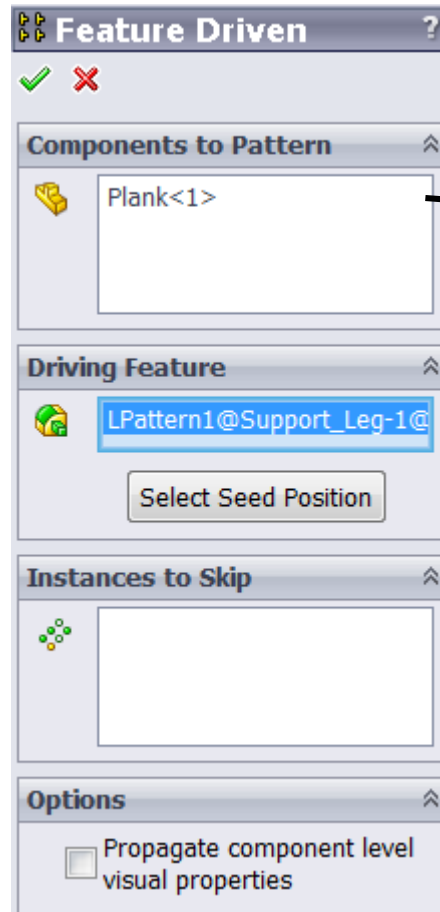 Feature Driven ?
Components to Pattern
Plank<1>
Driving Feature
LPattern1@Support_Leg-1@
Select Seed Position
Instances to Skip
Options
Propagate component level
visual properties